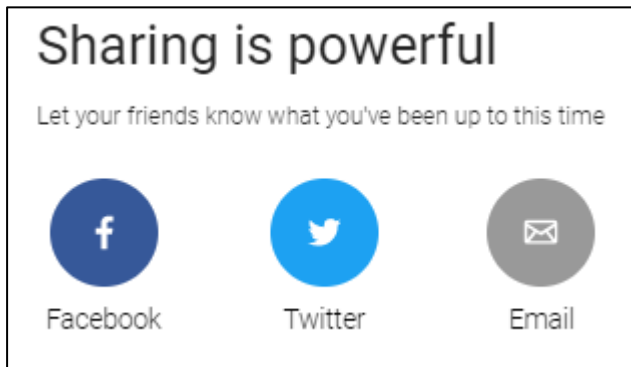 Sharing is powerful
Let your friends know what you've been up to this time
Facebook Twitter Email